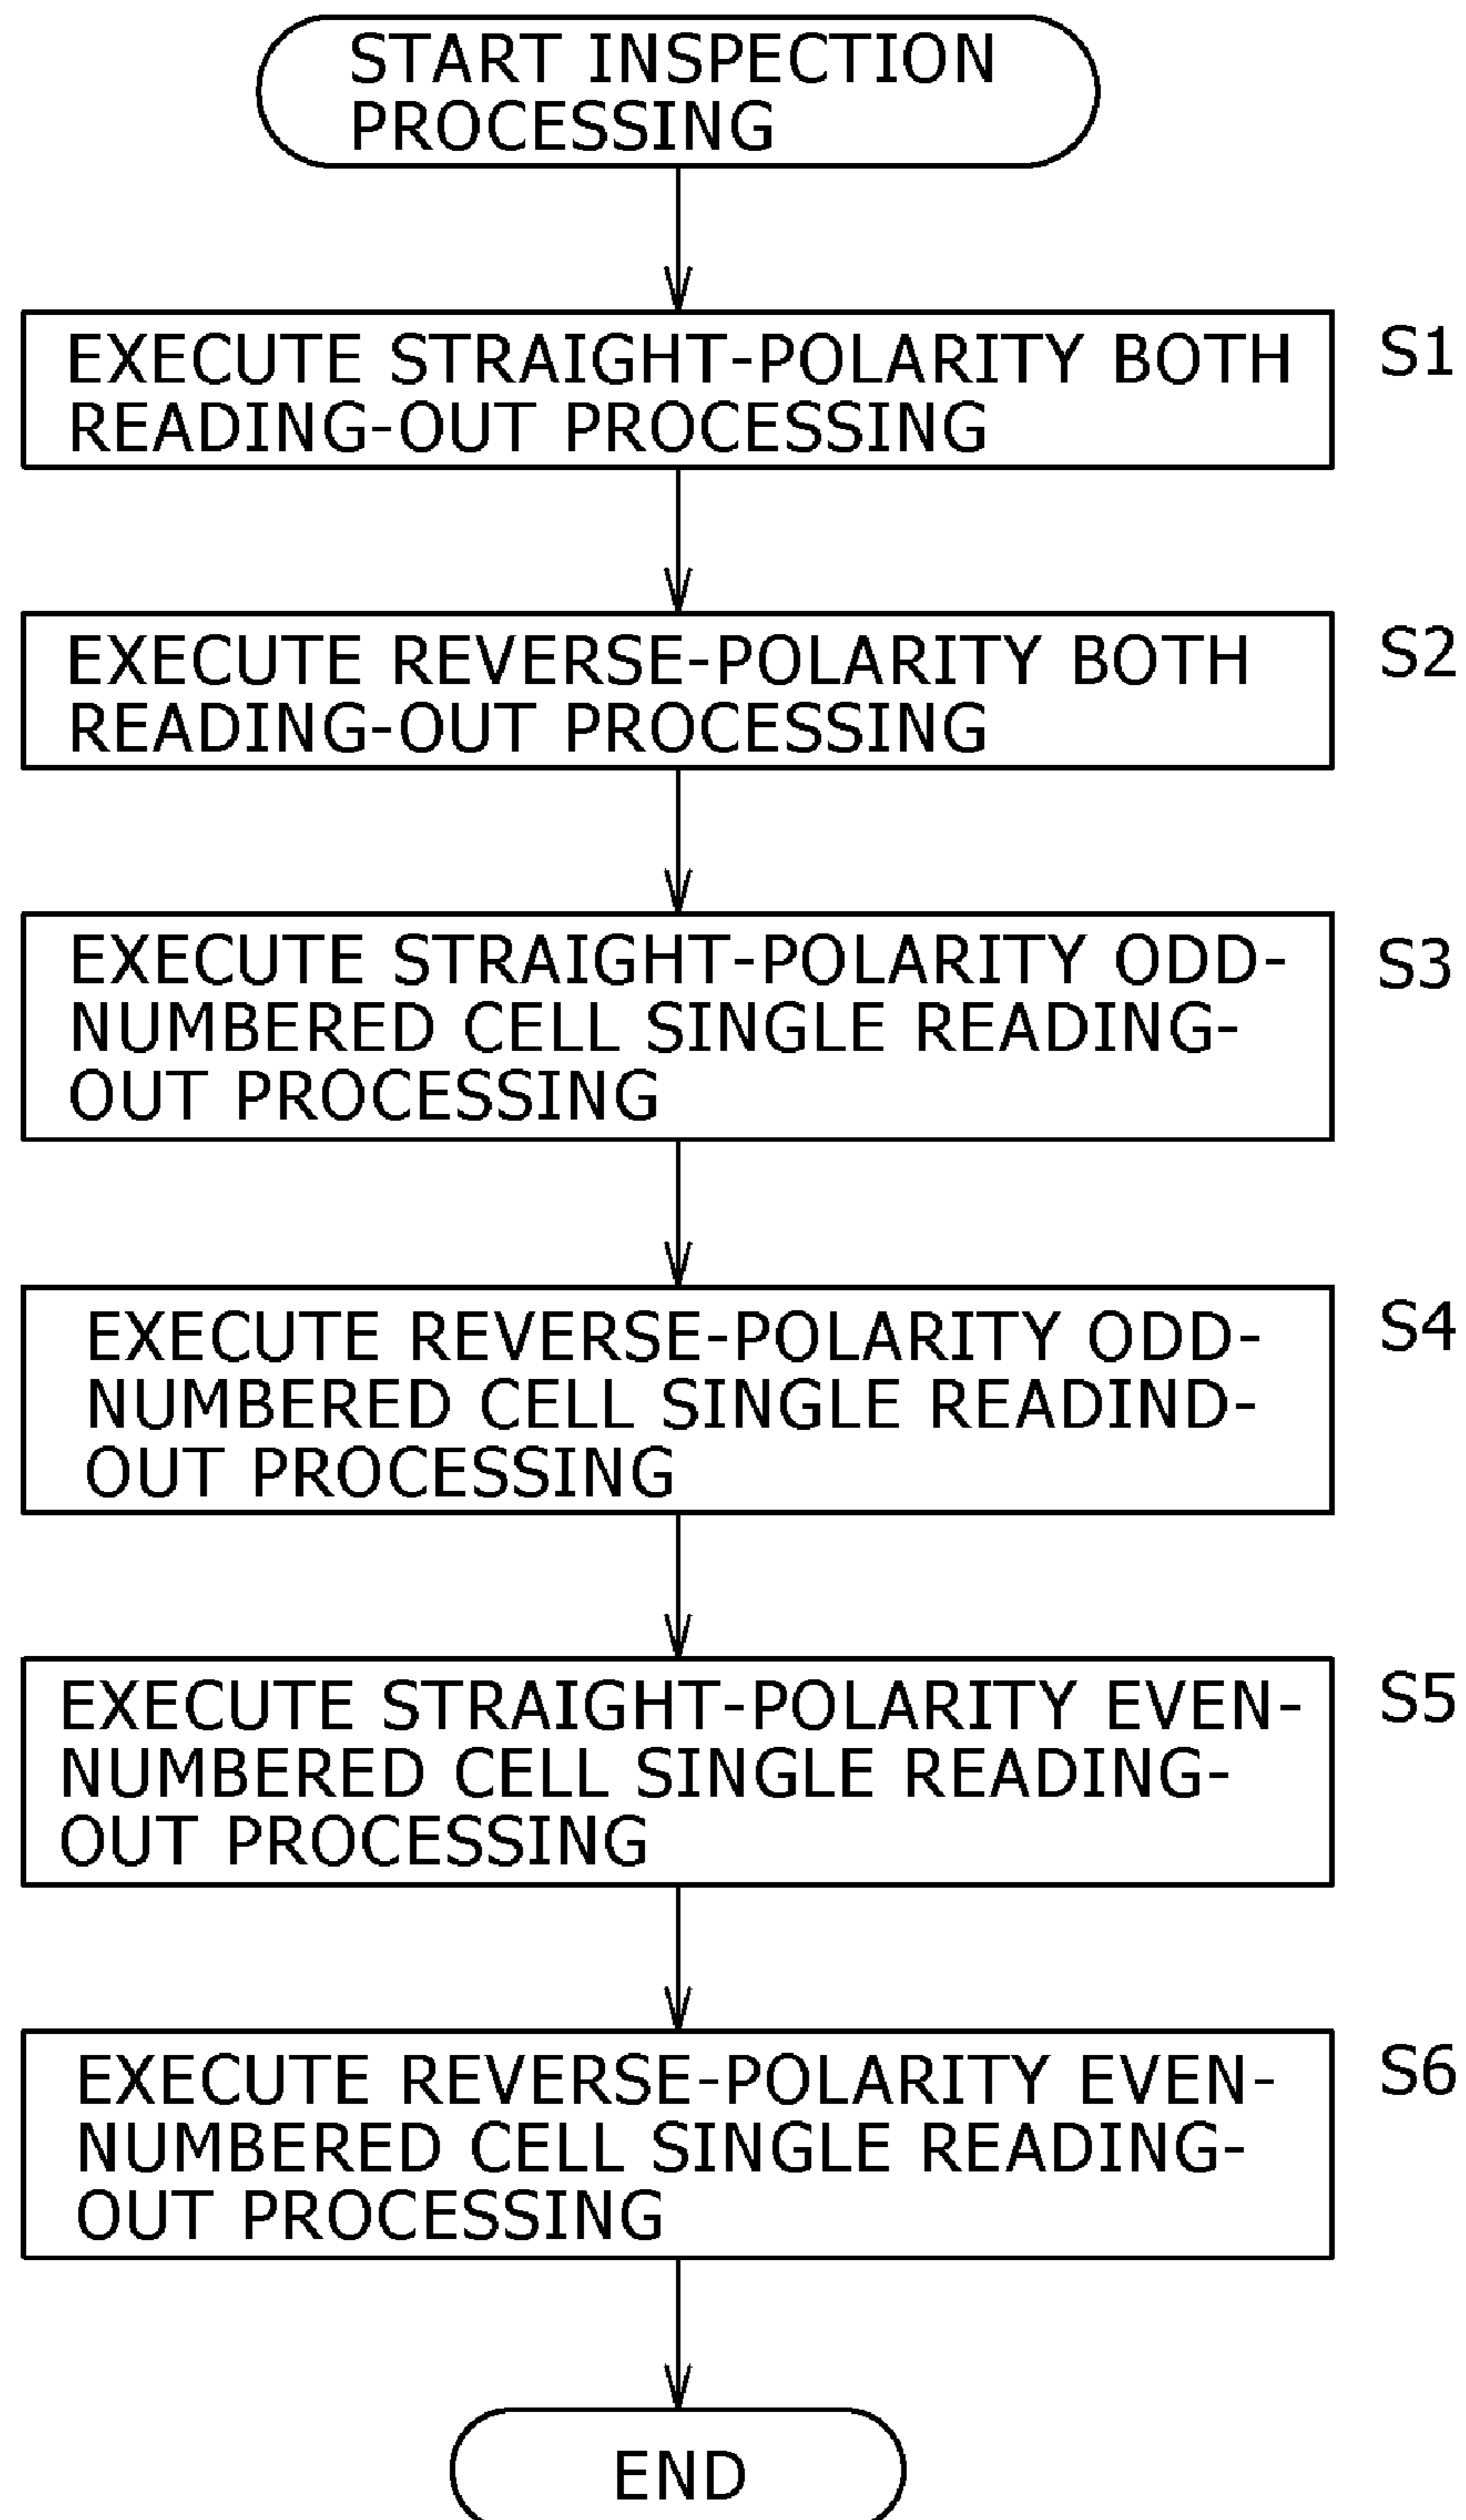 START INSPECTION
PROCESSING
EXECUTE STRAIGHT-POLARITY BOTH
READING-OUT PROCESSING
S1
EXECUTE REVERSE-POLARITY BOTH
READING-OUT PROCESSING
S2
EXECUTE STRAIGHT-POLARITY ODD-
NUMBERED CELL SINGLE READING-
OUT PROCESSING
S3
EXECUTE REVERSE-POLARITY ODD-
NUMBERED CELL SINGLE READIND-
OUT PROCESSING
S4
EXECUTE STRAIGHT-POLARITY EVEN-
NUMBERED CELL SINGLE READING-
OUT PROCESSING
S5
EXECUTE REVERSE-POLARITY EVEN-
NUMBERED CELL SINGLE READING-
OUT PROCESSING
S6
END